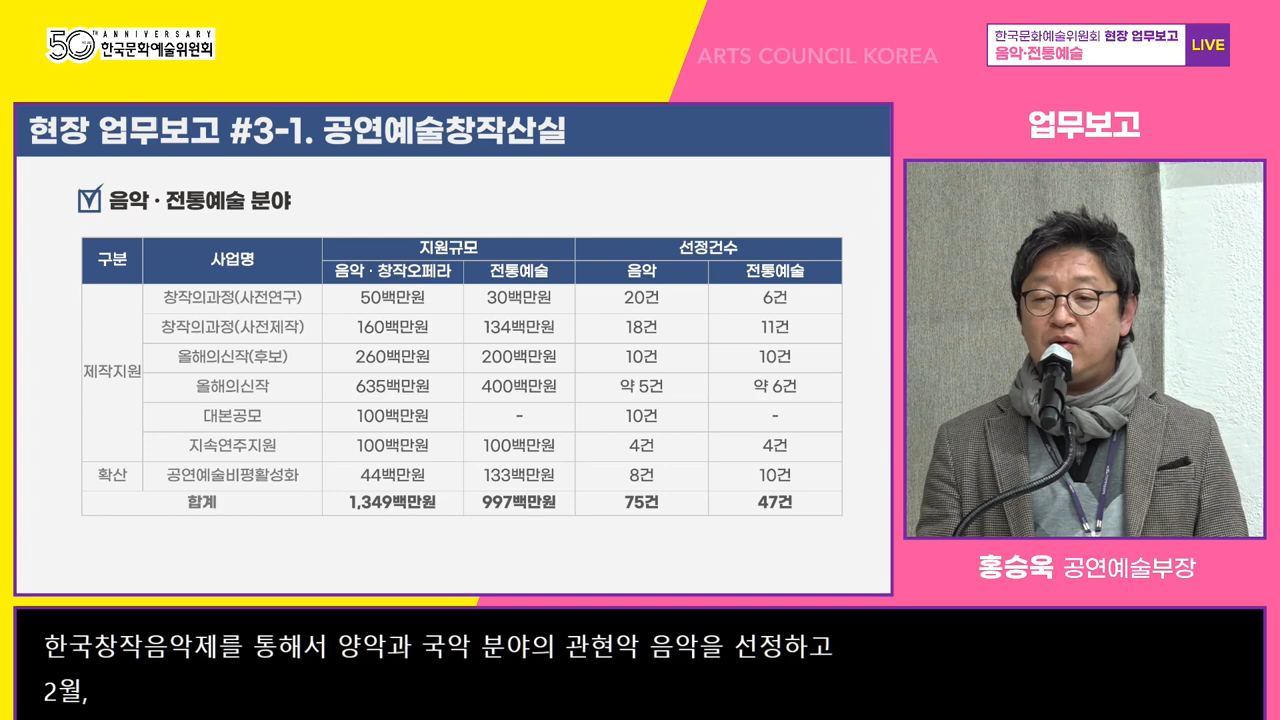 50TH ANNIVERSARY
한국문화예술위원회
ARTS COUNCIL KOREA
한국문화예술위원회 현장 업무보고
음악·전통예술
LIVE
현장 업무보고 #3-1. 공연예술창작산실
음악 · 전통예술 분야
구분 사업명 지원규모 선정건수
음악 · 창작오페라 전통예술 음악 전통예술
제작지원
창작의과정(사전연구) 50백만원 30백만원 20건 6건
창작의과정(사전제작) 160백만원 134백만원 18건 11건
올해의신작(후보) 260백만원 200백만원 10건 10건
올해의신작 635백만원 400백만원 약 5건 약 6건
대본공모 100백만원 - 10건 -
지속연주지원 100백만원 100백만원 4건 4건
확산 공연예술비평활성화 44백만원 133백만원 8건 10건
합계 1,349백만원 997백만원 75건 47건
업무보고
홍승욱 공연예술부장
한국창작음악제를 통해서 양악과 국악 분야의 관현악 음악을 선정하고
2월,